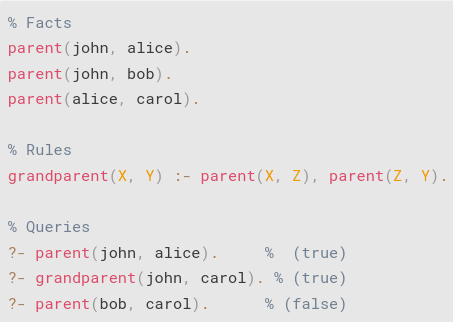 % Facts
parent(john, alice).
parent(john, bob).
parent(alice, carol).
% Rules
grandparent(X, Y) :- parent(X, Z), parent(Z, Y).
% Queries
?- parent(john, alice).     %  (true)
?- grandparent(john, carol). % (true)
?- parent(bob, carol).      % (false)